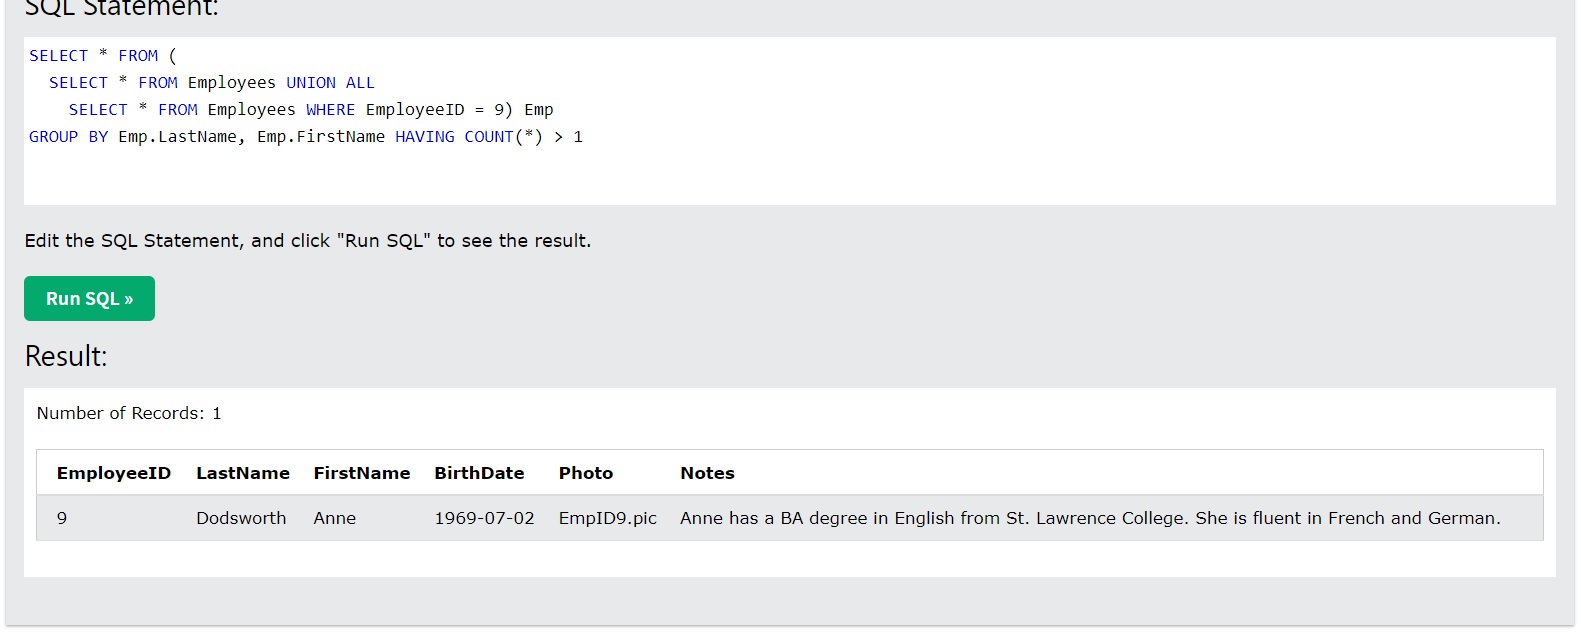 SQL Statement:
SELECT * FROM (
SELECT * FROM Employees UNION ALL
SELECT * FROM Employees WHERE EmployeeID = 9) Emp
GROUP BY Emp.LastName, Emp.FirstName HAVING COUNT(*) > 1
Edit the SQL Statement, and click "Run SQL" to see the result.
Run SQL »
Result:
Number of Records: 1
EmployeeID LastName FirstName BirthDate Photo Notes
9 Dodsworth Anne 1969-07-02 EmpID9.pic Anne has a BA degree in English from St. Lawrence College. She is fluent in French and German.